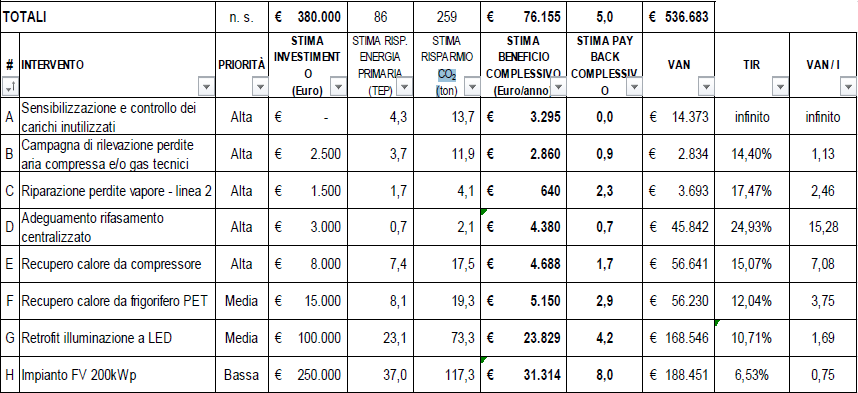 TOTALI n. s. € 380.000 86 259 € 76.155 5,0 € 536.683
# INTERVENTO PRIORITÀ STIMA INVESTIMENTO (Euro) STIMA RISP. ENERGIA PRIMARIA (TEP) STIMA RISPARMIO CO2 (ton) STIMA BENEFICIO COMPLESSIVO (Euro/anno) STIMA PAY BACK COMPLESSIVO VAN TIR VAN / I
A Sensibilizzazione e controllo dei carichi inutilizzati Alta € - 4,3 13,7 € 3.295 0,0 € 14.373 infinito infinito
B Campagna di rilevazione perdite aria compressa e/o gas tecnici Alta € 2.500 3,7 11,9 € 2.860 0,9 € 2.834 14,40% 1,13
C Riparazione perdite vapore - linea 2 Alta € 1.500 1,7 4,1 € 640 2,3 € 3.693 17,47% 2,46
D Adeguamento rifasamento centralizzato Alta € 3.000 0,7 2,1 € 4.380 0,7 € 45.842 24,93% 15,28
E Recupero calore da compressore Alta € 8.000 7,4 17,5 € 4.688 1,7 € 56.641 15,07% 7,08
F Recupero calore da frigorifero PET Media € 15.000 8,1 19,3 € 5.150 2,9 € 56.230 12,04% 3,75
G Retrofit illuminazione a LED Media € 100.000 23,1 73,3 € 23.829 4,2 € 168.546 10,71% 1,69
H Impianto FV 200kWp Bassa € 250.000 37,0 117,3 € 31.314 8,0 € 188.451 6,53% 0,75